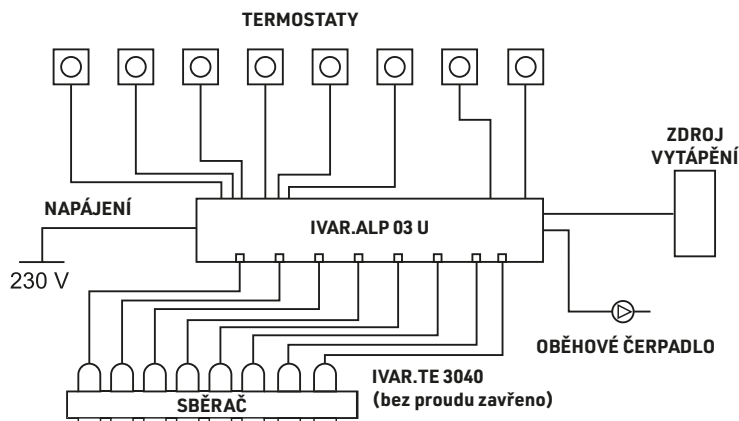 TERMOSTATY
ZDROJ
VYTÁPĚNÍ
NAPÁJENÍ
IVAR.ALP 03 U
230 V
OBĚHOVÉ ČERPADLO
IVAR.TE 3040
(bez proudu zavřeno)
SBĚRAČ